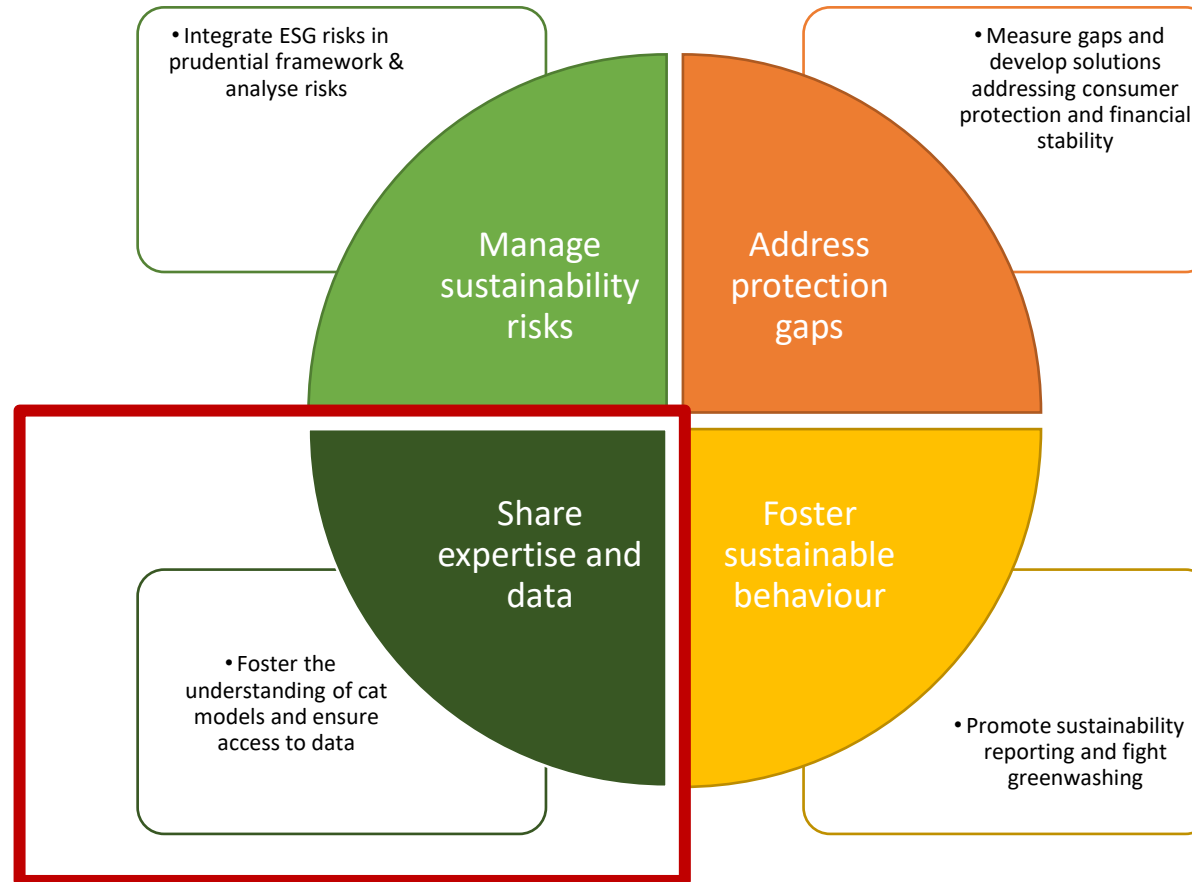 • Integrate ESG risks in
prudential framework &
analyse risks
• Measure gaps and
develop solutions
addressing consumer
protection and financial
stability
Manage
sustainability
risks
Address
protection
gaps
Share
expertise and
data
Foster
sustainable
behaviour
• Foster the
understanding of cat
models and ensure
access to data
• Promote sustainability
reporting and fight
greenwashing